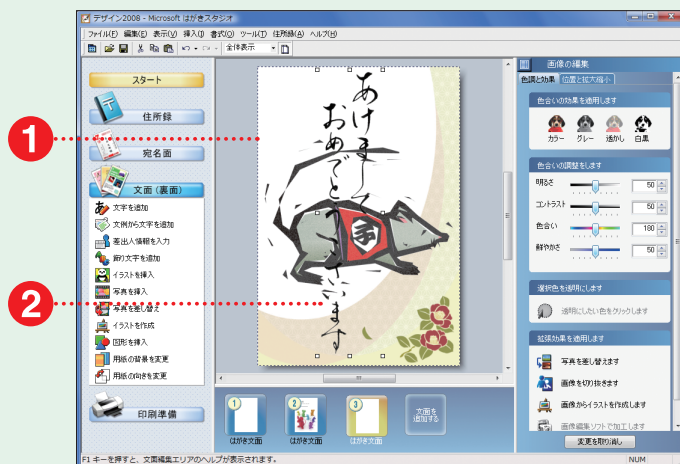 デザイン2008 - Microsoft はがきスタジオ
ファイル(F) 編集(E) 表示(V) 挿入(I) 書式(O) ツール(T) 住所録(A) ヘルプ(H)
全体表示
スタート
住所録
宛名面
文面(裏面)
文字を追加
文例から文字を追加
差出人情報を入力
飾り文字を追加
イラストを挿入
写真を挿入
写真を差し替え
イラストを作成
図形を挿入
用紙の背景を変更
用紙の向きを変更
印刷準備
1
2
あけまして
おめでとうございます
1
はがき文面
2
はがき文面
3
はがき文面
文面を
追加する
画像の編集
色調と効果 位置と拡大縮小
色合いの効果を適用します
カラー グレー 透かし 白黒
色合いの調整をします
明るさ 50
コントラスト 50
色合い 180
鮮やかさ 50
選択色を透明にします
透明にしたい色をクリックします
拡張効果を適用します
写真を差し替えます
画像を切り抜きます
画像からイラストを作成します
画像編集ソフトで加工します
変更を取り消し
F1 キーを押すと、文面編集エリアのヘルプが表示されます。
NUM